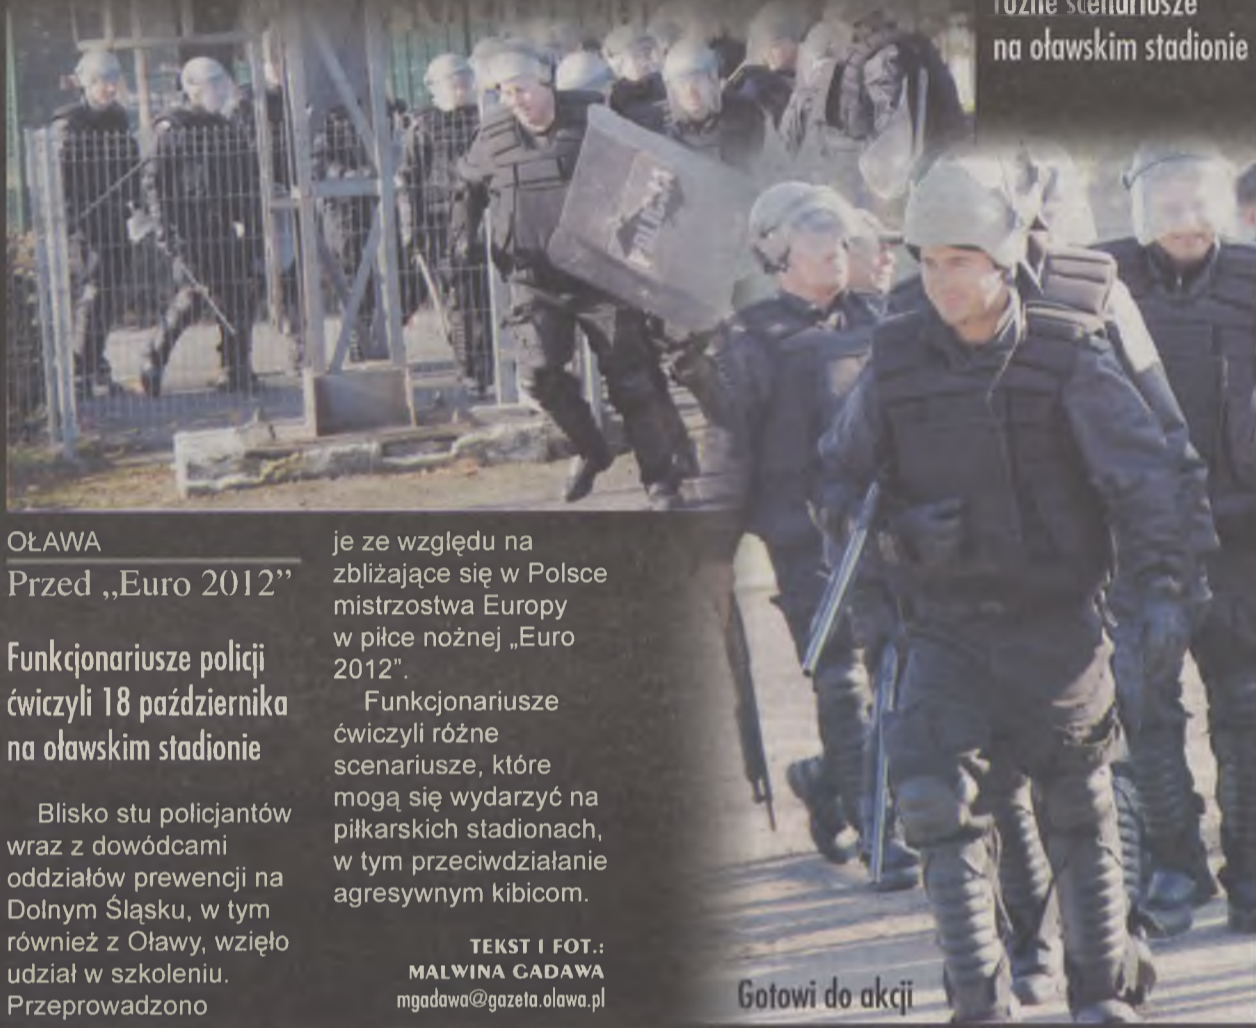 różne scenariusze
na oławskim stadionie
POLICJA
OŁAWA
Przed „Euro 2012”
Funkcjonariusze policji
ćwiczyli 18 października
na oławskim stadionie
Blisko stu policjantów
wraz z dowódcami
oddziałów prewencji na
Dolnym Śląsku, w tym
również z Oławy, wzięło
udział w szkoleniu.
Przeprowadzono
je ze względu na
zbliżające się w Polsce
mistrzostwa Europy
w piłce nożnej „Euro
2012”.
Funkcjonariusze
ćwiczyli różne
scenariusze, które
mogą się wydarzyć na
piłkarskich stadionach,
w tym przeciwdziałanie
agresywnym kibicom.
TEKST I FOT.:
MALWINA GADAWA
mgadawa@gazeta.olawa.pl
Gotowi do akcji